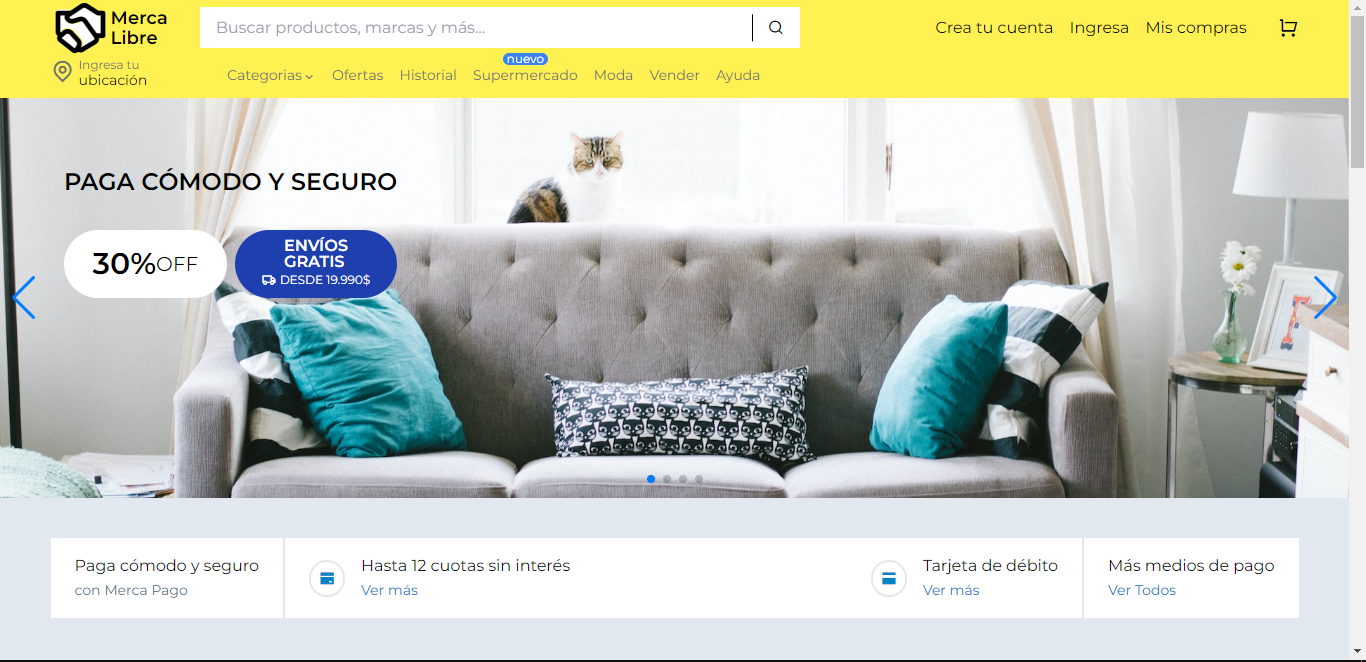 Merca
Libre
Buscar productos, marcas y más...
Crea tu cuenta Ingresa Mis compras
Ingresa tu
ubicación
nuevo
Categorias Ofertas Historial Supermercado Moda Vender Ayuda
PAGA CÓMODO Y SEGURO
30%OFF
ENVÍOS
GRATIS
DESDE 19.990$
Paga cómodo y seguro
con Merca Pago
Hasta 12 cuotas sin interés
Ver más
Tarjeta de débito
Ver más
Más medios de pago
Ver Todos